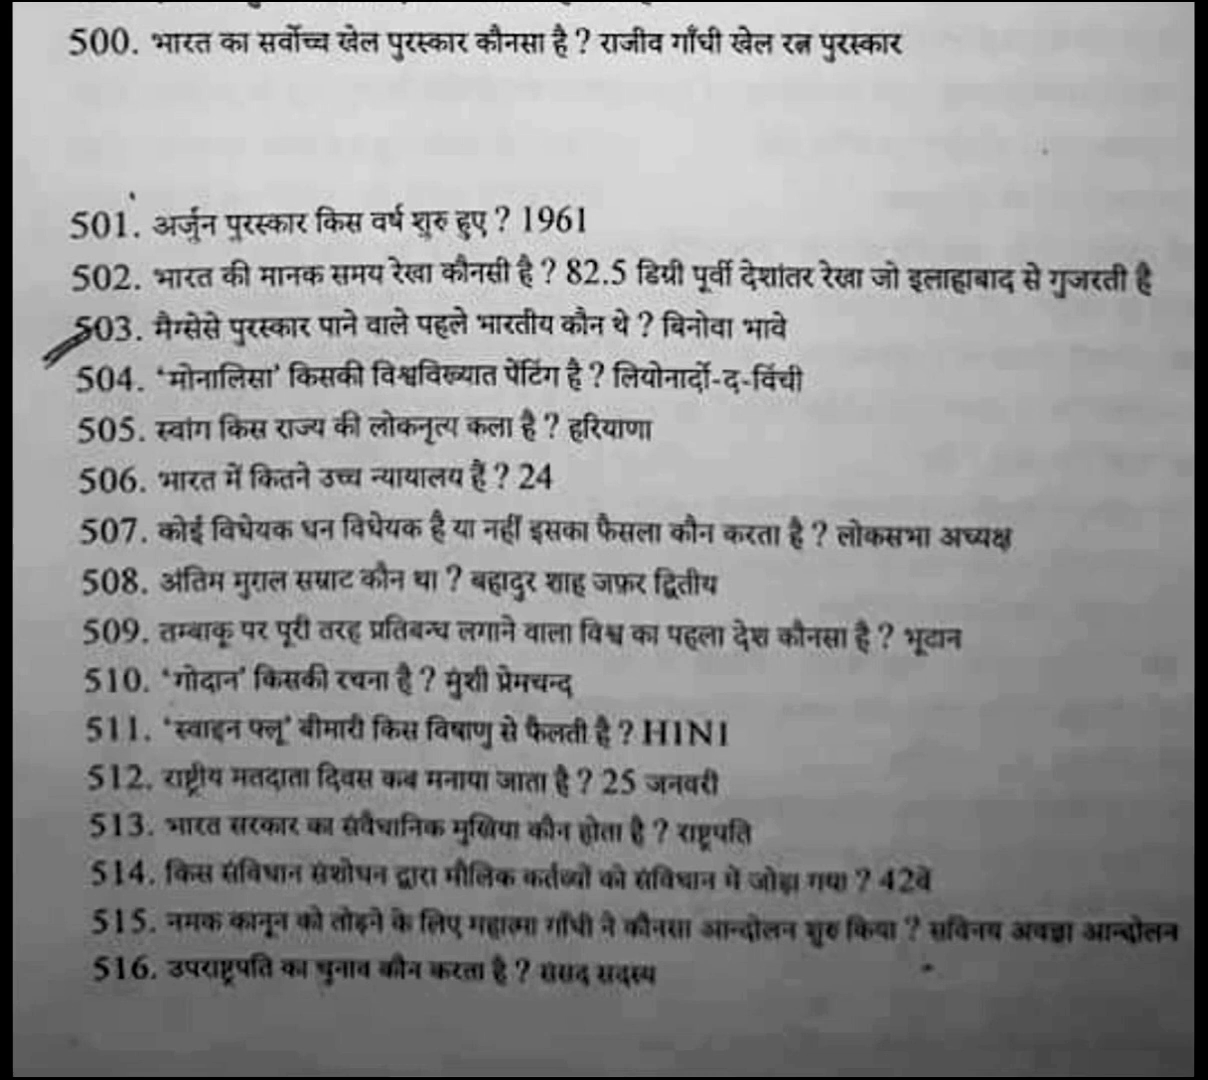 500. भारत का सर्वोच्च खेल पुरस्कार कौनसा है ? राजीव गाँधी खेल रत्न पुरस्कार
501. अर्जुन पुरस्कार किस वर्ष शुरु हुए ? 1961
502. भारत की मानक समय रेखा कौनसी है ? 82.5 डिग्री पूर्वी देशांतर रेखा जो इलाहाबाद से गुजरती है
503. मैग्सेसे पुरस्कार पाने वाले पहले भारतीय कौन थे ? बिनोवा भावे
504. ‘मोनालिसा’ किसकी विश्वविख्यात पेंटिंग है ? लियोनार्दो-द-विंची
505. स्वांग किस राज्य की लोकनृत्य कला है ? हरियाणा
506. भारत में कितने उच्च न्यायालय हैं ? 24
507. कोई विधेयक धन विधेयक है या नहीं इसका फैसला कौन करता है ? लोकसभा अध्यक्ष
508. अंतिम मुग़ल सम्राट कौन था ? बहादुर शाह जफ़र द्वितीय
509. तम्बाकू पर पूरी तरह प्रतिबन्ध लगाने वाला विश्व का पहला देश कौनसा है ? भूटान
510. ‘गोदान’ किसकी रचना है ? मुंशी प्रेमचन्द
511. ‘स्वाइन फ्लू’ बीमारी किस विषाणु से फैलती है ? H1N1
512. राष्ट्रीय मतदाता दिवस कब मनाया जाता है ? 25 जनवरी
513. भारत सरकार का संवैधानिक मुखिया कौन होता है ? राष्ट्रपति
514. किस संविधान संशोधन द्वारा मौलिक कर्तव्यों को संविधान में जोड़ा गया ? 42वें
515. नमक कानून को तोड़ने के लिए महात्मा गाँधी ने कौनसा आन्दोलन शुरु किया ? सविनय अवज्ञा आन्दोलन
516. उपराष्ट्रपति का चुनाव कौन करता है ? संसद सदस्य